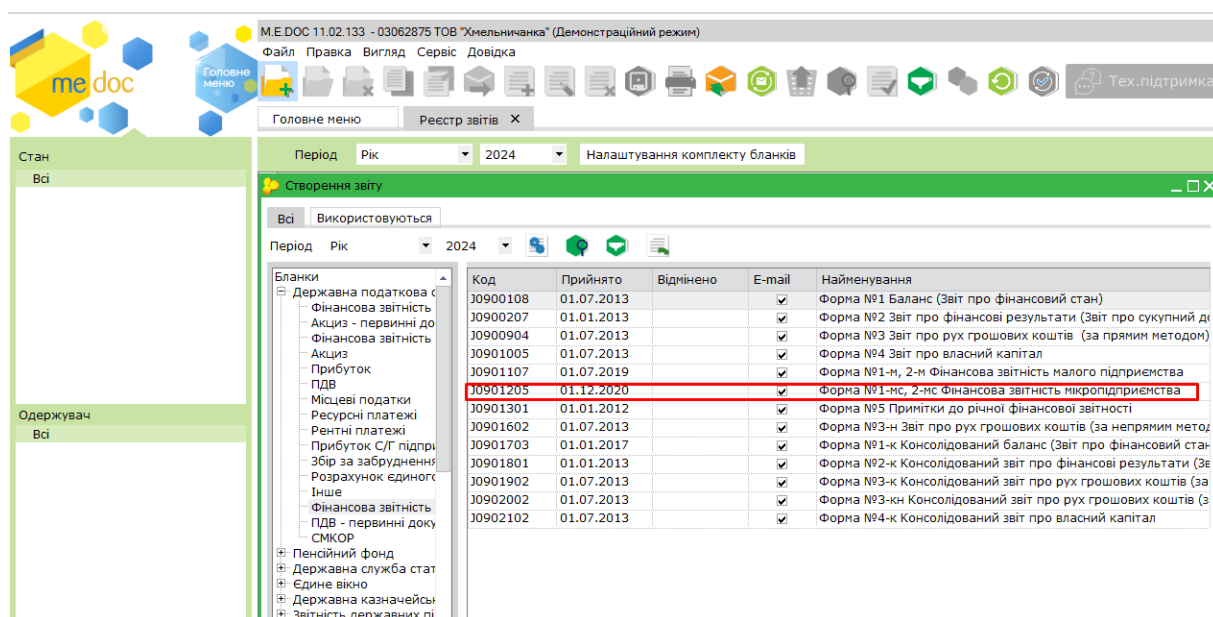 M.E.DOC 11.02.133 - 03062875 ТОВ "Хмельничанка" (Демонстраційний режим)
Файл Правка Вигляд Сервіс Довідка
me doc
Головне
меню
Тех.підтримка
Головне меню Реєстр звітів X
Стан
Всі
Період Рік 2024 Налаштування комплекту бланків
Створення звіту
Всі Використовуються
Період Рік 2024
Бланки
Державна податкова с
Фінансова звітність
Акциз - первинні до
Фінансова звітність
Акциз
Прибуток
ПДВ
Місцеві податки
Ресурсні платежі
Рентні платежі
Прибуток С/Г підпри
Збір за забруднення
Розрахунок єдиного
Інше
Фінансова звітність
ПДВ - первинні доку
СМКОР
Пенсійний фонд
Державна служба стат
Єдине вікно
Державна казначейсь
Звітність державних пі
Код Прийнято Відмінено E-mail Найменування
J0900108 01.07.2013 Форма №1 Баланс (Звіт про фінансовий стан)
J0900207 01.01.2013 Форма №2 Звіт про фінансові результати (Звіт про сукупний до
J0900904 01.07.2013 Форма №3 Звіт про рух грошових коштів (за прямим методом)
J0901005 01.07.2013 Форма №4 Звіт про власний капітал
J0901107 01.07.2019 Форма №1-м, 2-м Фінансова звітність малого підприємства
J0901205 01.12.2020 Форма №1-мс, 2-мс Фінансова звітність мікропідприємства
J0901301 01.01.2012 Форма №5 Примітки до річної фінансової звітності
J0901602 01.07.2013 Форма №3-н Звіт про рух грошових коштів (за непрямим метод
J0901703 01.01.2017 Форма №1-к Консолідований баланс (Звіт про фінансовий стан
J0901801 01.01.2013 Форма №2-к Консолідований звіт про фінансові результати (Зв
J0901902 01.07.2013 Форма №3-к Консолідований звіт про рух грошових коштів (за
J0902002 01.07.2013 Форма №3-кн Консолідований звіт про рух грошових коштів (з
J0902102 01.07.2013 Форма №4-к Консолідований звіт про власний капітал
Одержувач
Всі